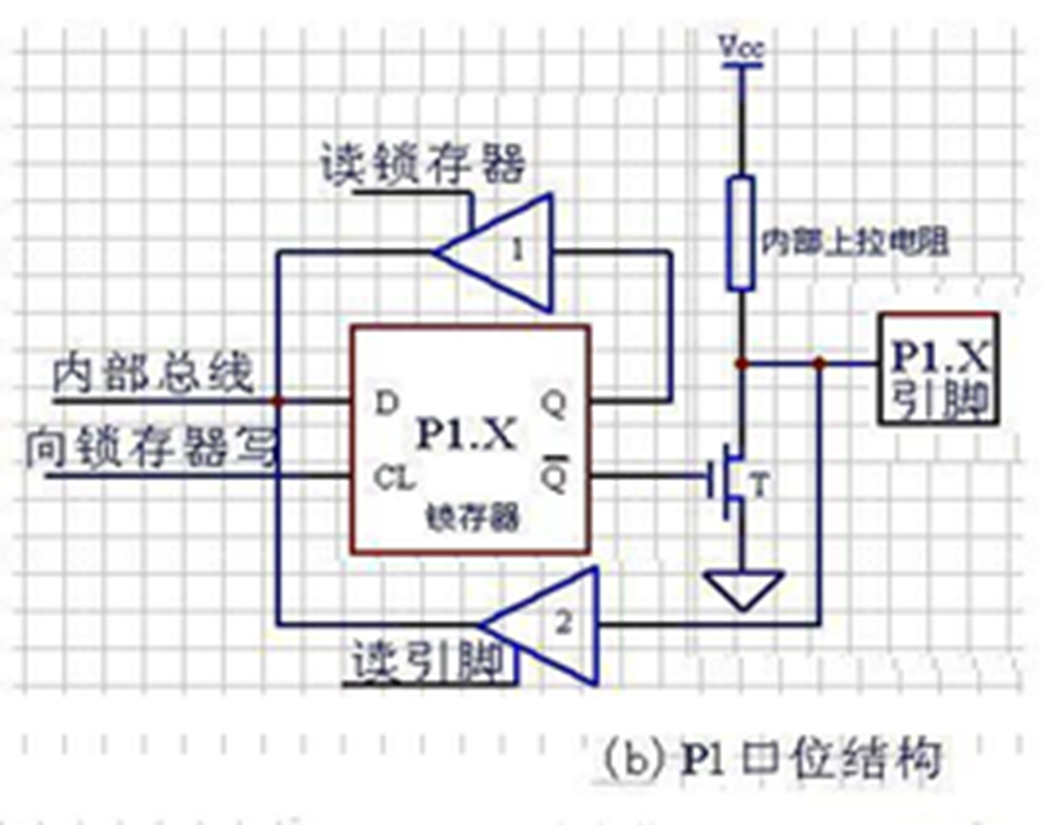 Vcc
读锁存器
1
内部上拉电阻
内部总线
D
Q
P1.X
引脚
向锁存器写
P1.X
CL
Q̅
T
锁存器
2
读引脚
(b) P1 口位结构